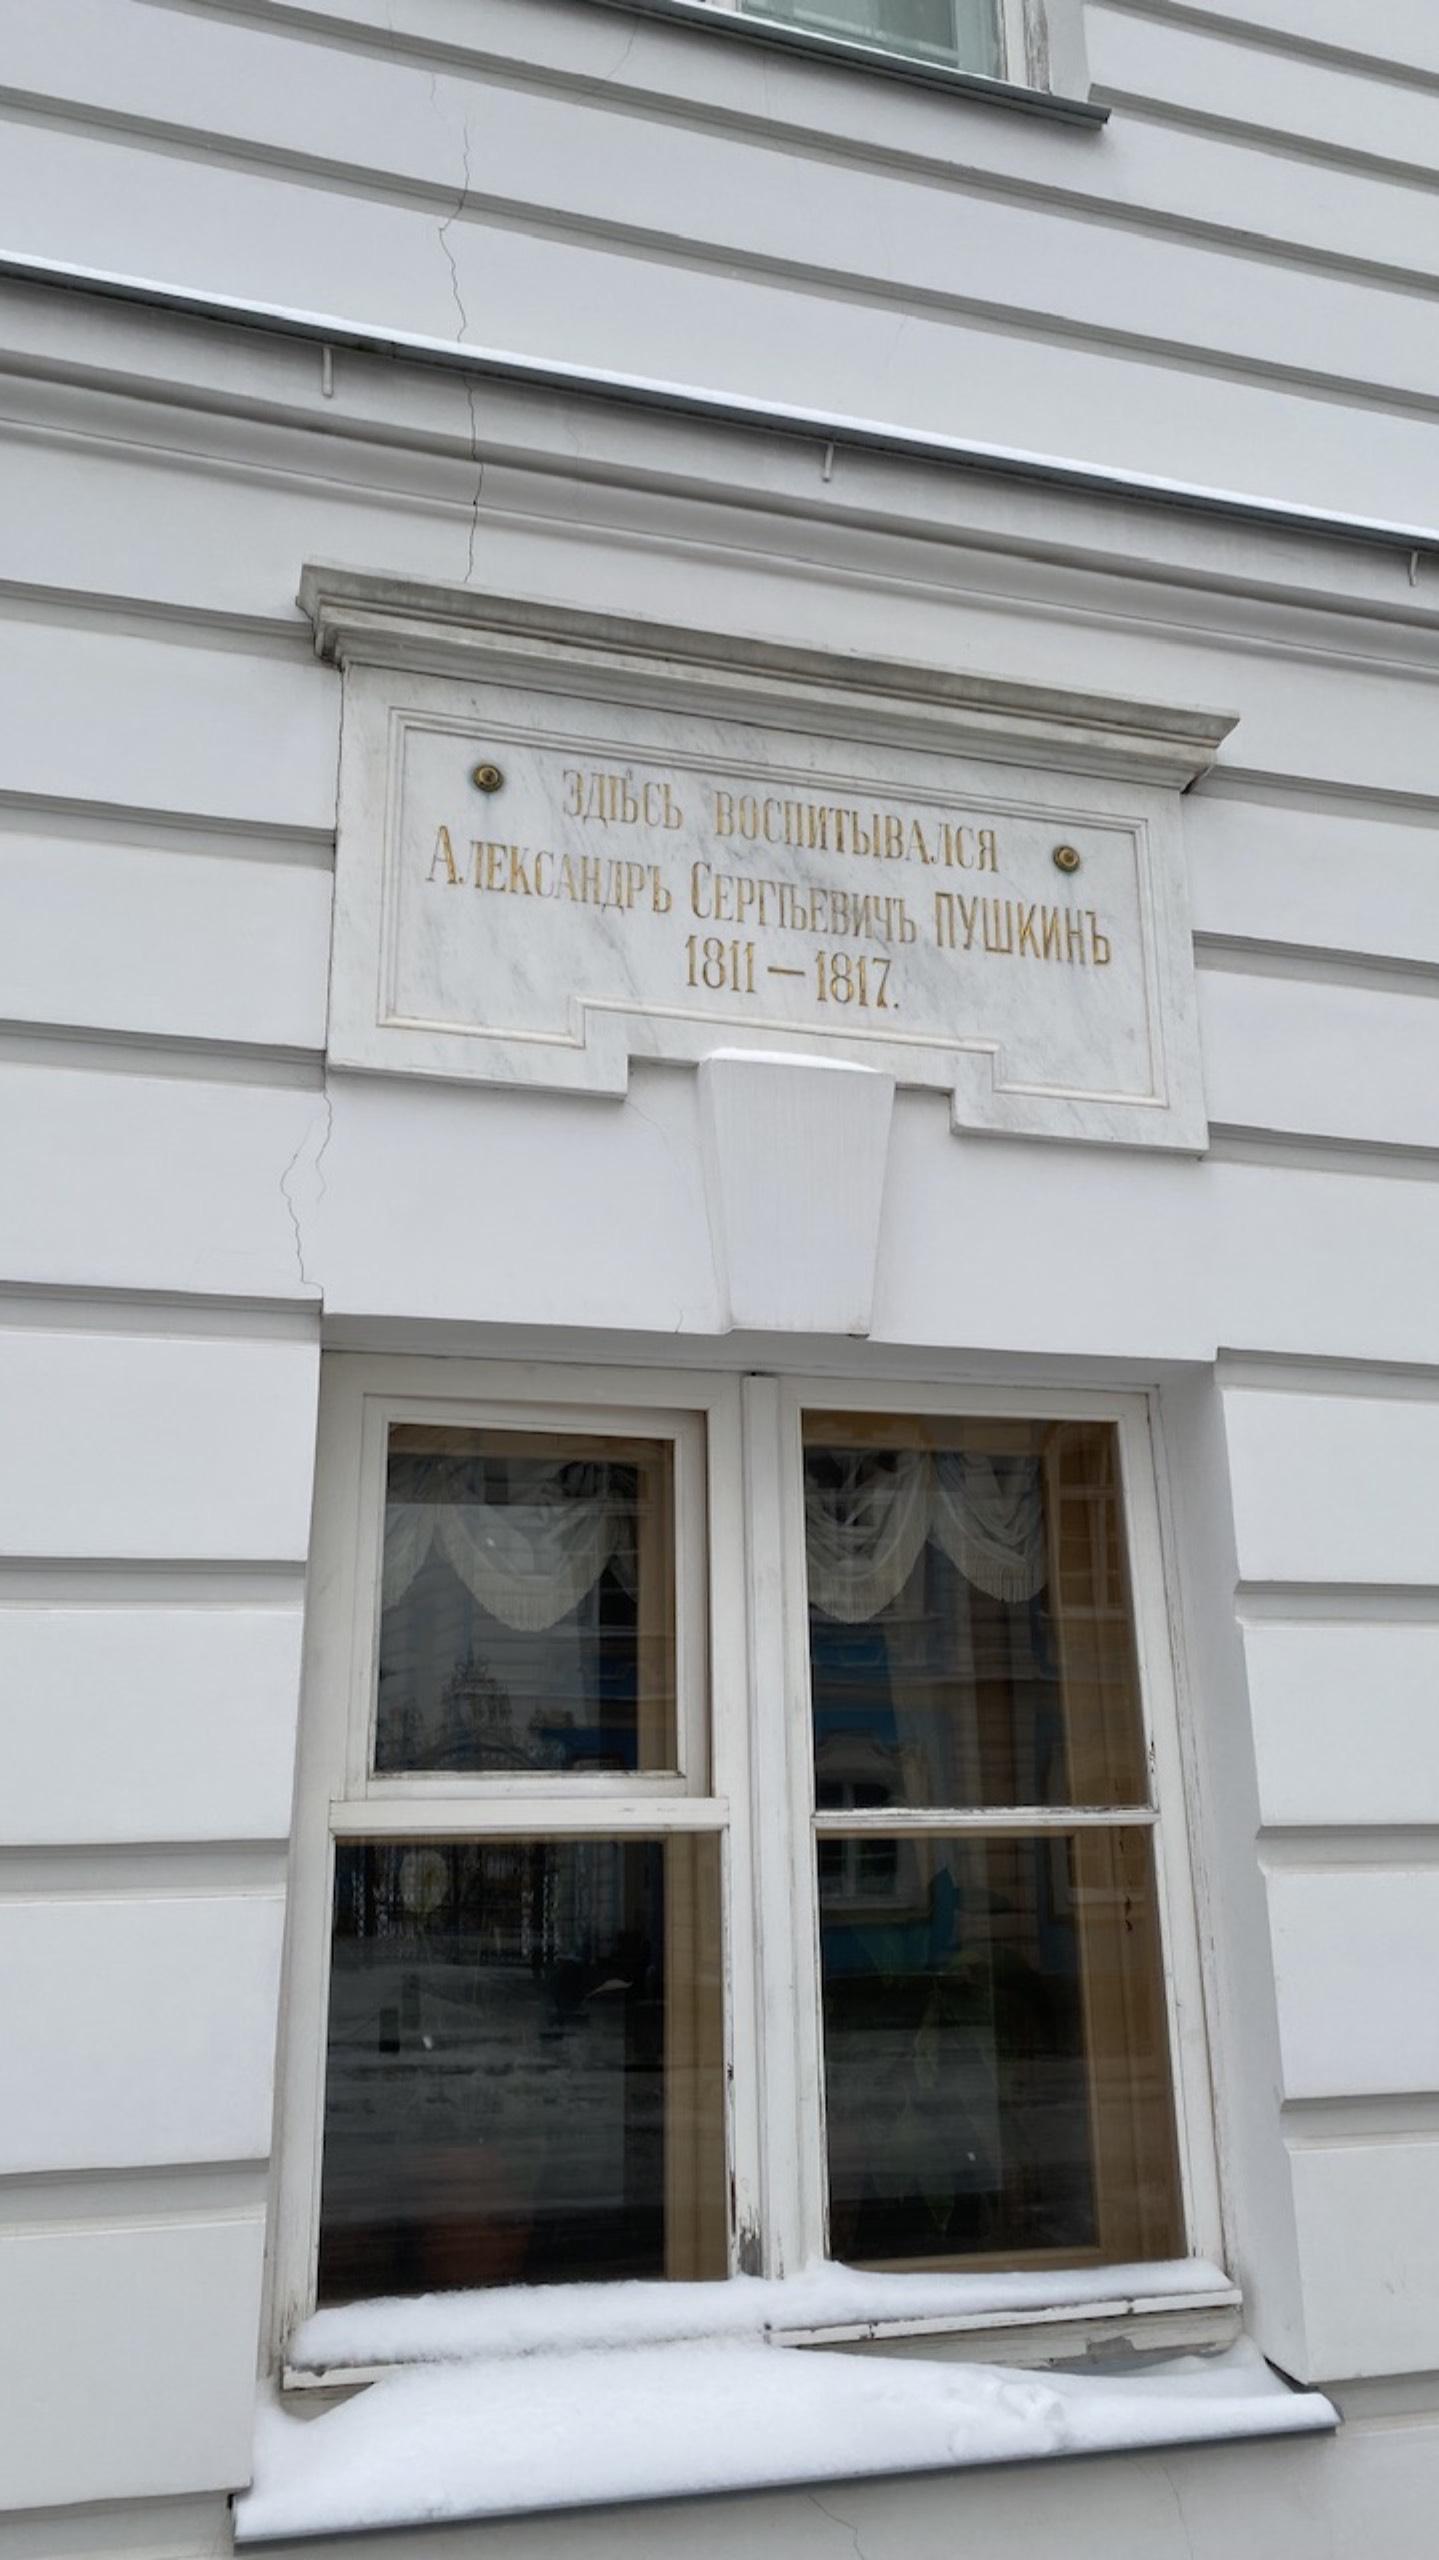 ЗДѢСЬ ВОСПИТЫВАЛСЯ
АЛЕКСАНДРЪ СЕРГѢЕВИЧЪ ПУШКИНЪ
1811 — 1817.